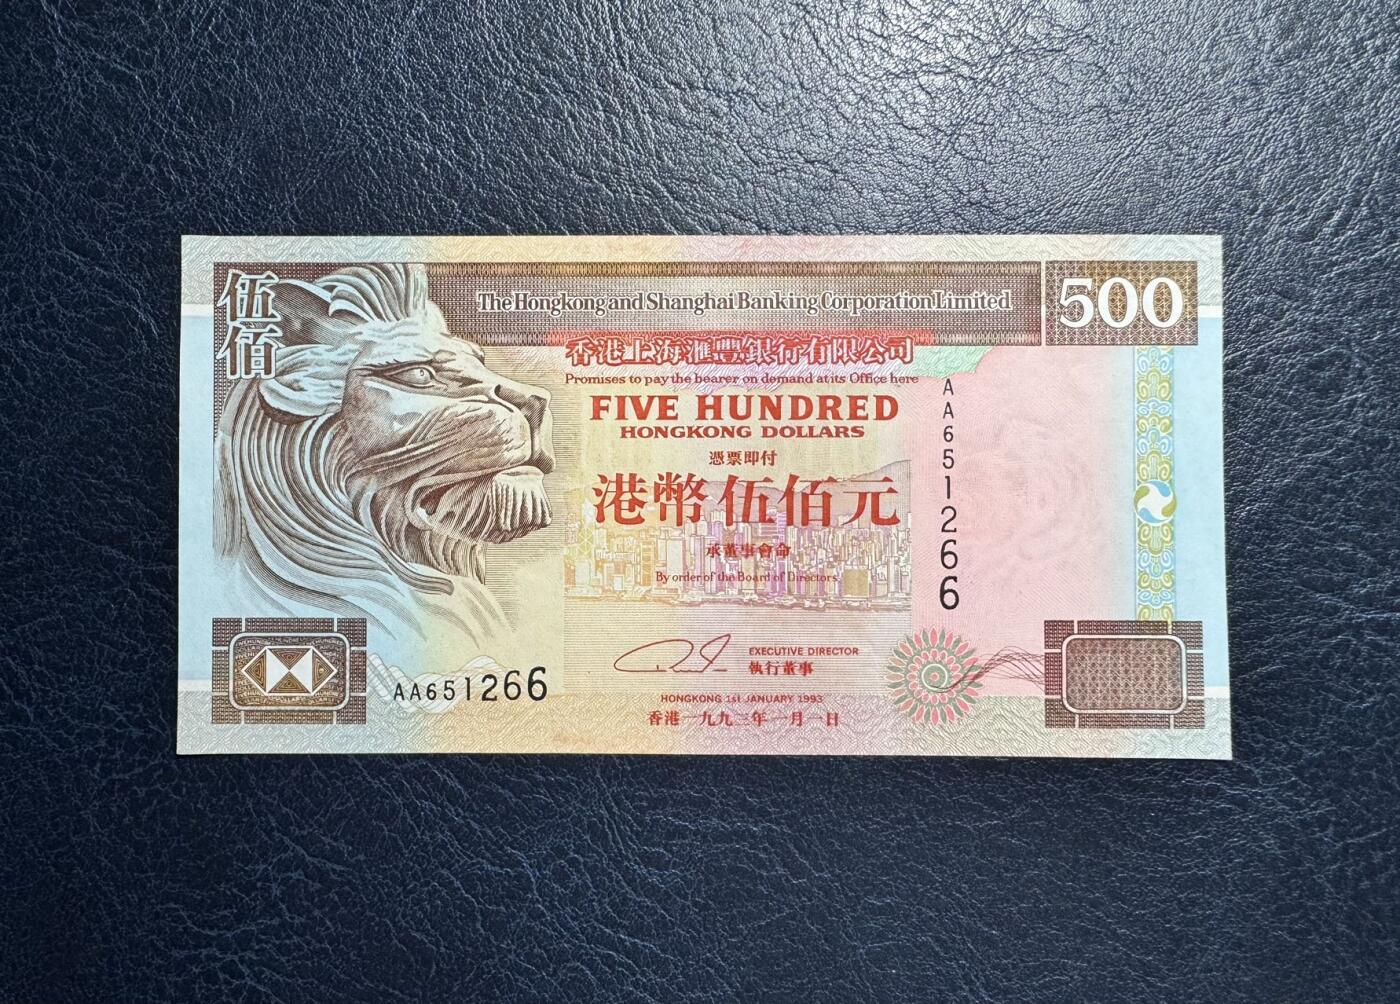 伍佰
The Hongkong and Shanghai Banking Corporation Limited
500
香港上海滙豐銀行有限公司
Promises to pay the bearer on demand at its Office here
FIVE HUNDRED
HONGKONG DOLLARS
憑票即付
港幣伍佰元
承董事會命
By order of the Board of Directors
AA651266
EXECUTIVE DIRECTOR
執行董事
AA651266
HONGKONG 1st JANUARY 1993
香港一九九三年一月一日